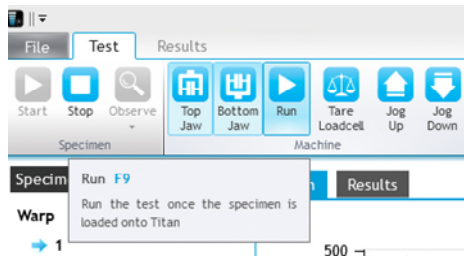 File Test Results
Start Stop Observe Top Bottom Run Tare Jog Jog
Jaw Jaw Loadcell Up Down
Specimen Machine
Run F9
Results
Run the test once the specimen is
loaded onto Titan
Warp
1
500